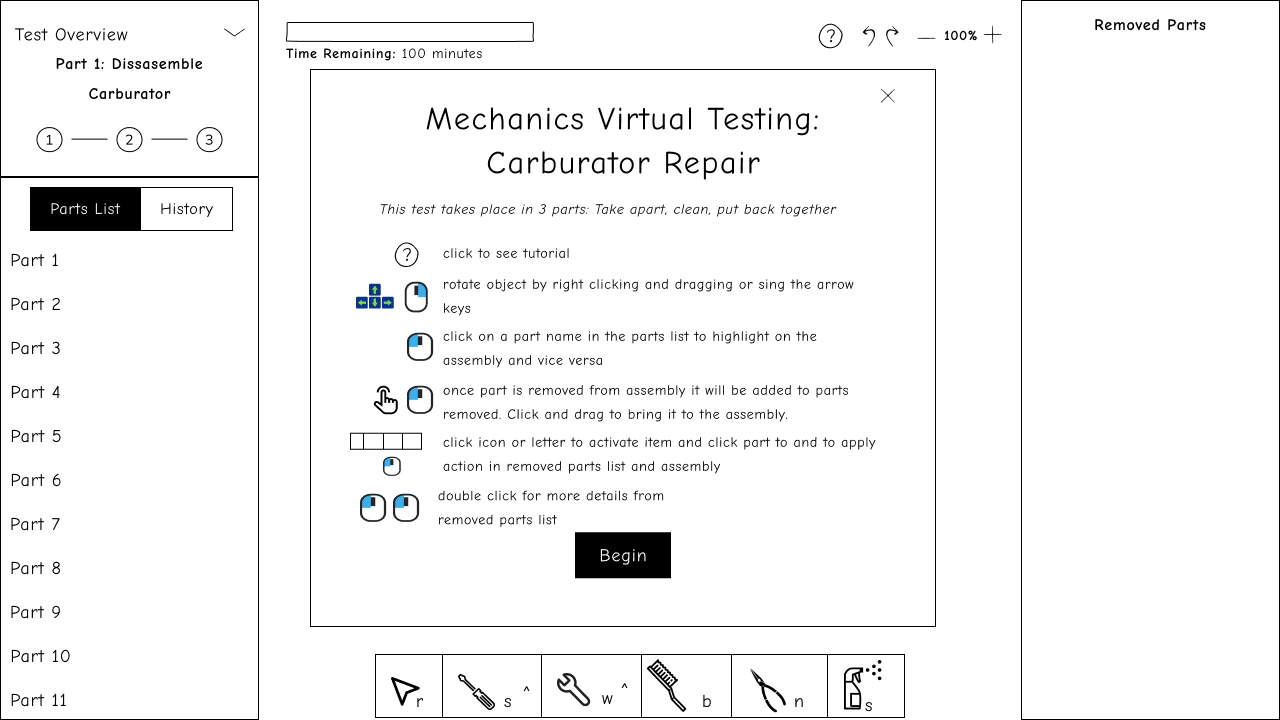 Test Overview
Part 1: Dissasemble
Carburator
1 2 3
Parts List History
Part 1
Part 2
Part 3
Part 4
Part 5
Part 6
Part 7
Part 8
Part 9
Part 10
Part 11
Time Remaining: 100 minutes
?
100%
Mechanics Virtual Testing:
Carburator Repair
This test takes place in 3 parts: Take apart, clean, put back together
? click to see tutorial
rotate object by right clicking and dragging or sing the arrow
keys
click on a part name in the parts list to highlight on the
assembly and vice versa
once part is removed from assembly it will be added to parts
removed. Click and drag to bring it to the assembly.
click icon or letter to activate item and click part to and to apply
action in removed parts list and assembly
double click for more details from
removed parts list
Begin
r s ^ w ^ b n s
Removed Parts